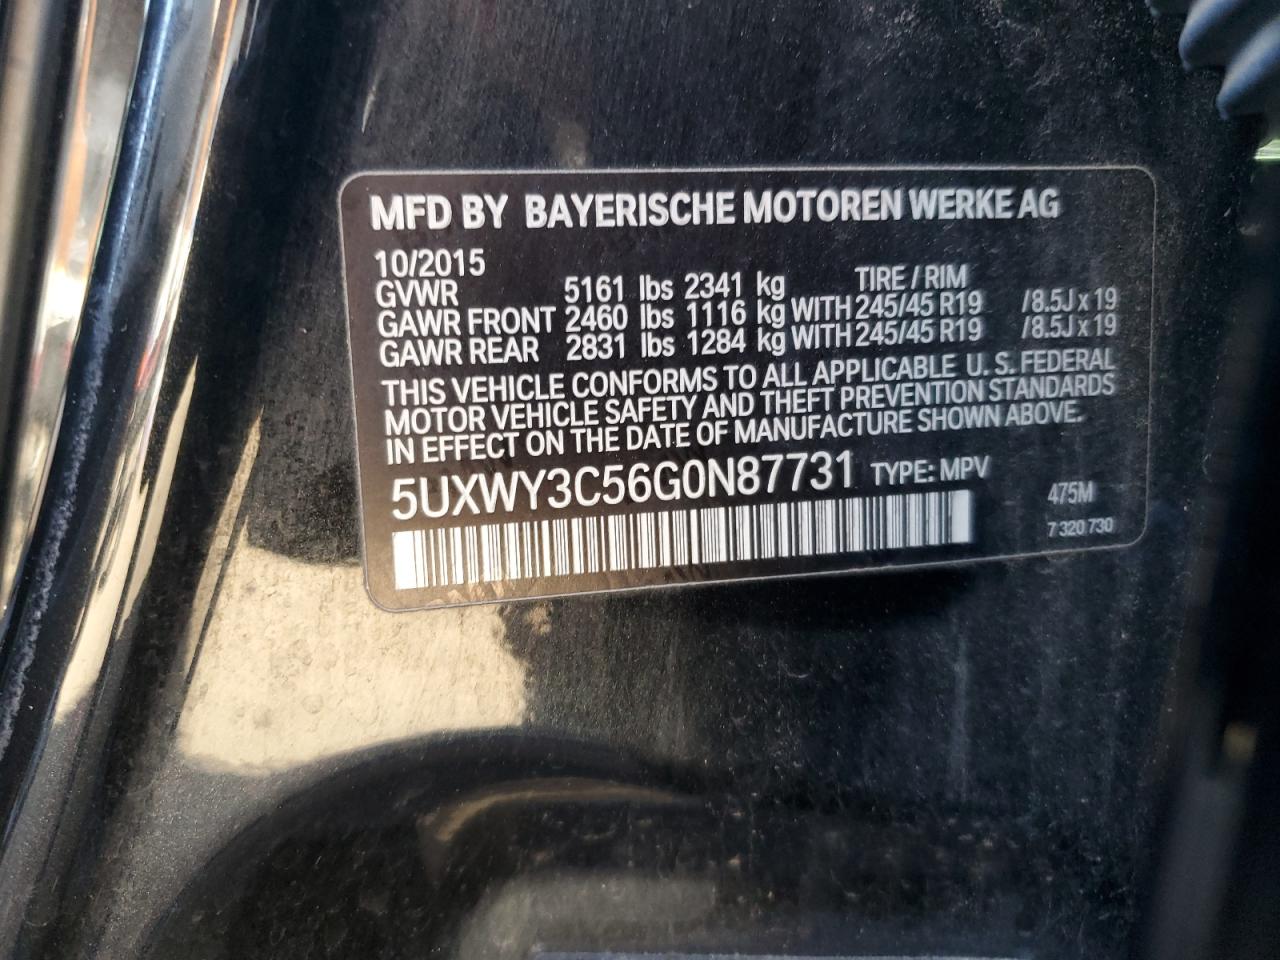 MFD BY BAYERISCHE MOTOREN WERKE AG
10/2015
GVWR 5161 lbs 2341 kg TIRE / RIM
GAWR FRONT 2460 lbs 1116 kg WITH 245/45 R19 /8.5J x 19
GAWR REAR 2831 lbs 1284 kg WITH 245/45 R19 /8.5J x 19
THIS VEHICLE CONFORMS TO ALL APPLICABLE U.S. FEDERAL
MOTOR VEHICLE SAFETY AND THEFT PREVENTION STANDARDS
IN EFFECT ON THE DATE OF MANUFACTURE SHOWN ABOVE.
5UXWY3C56G0N87731 TYPE: MPV
475M
7 320 730